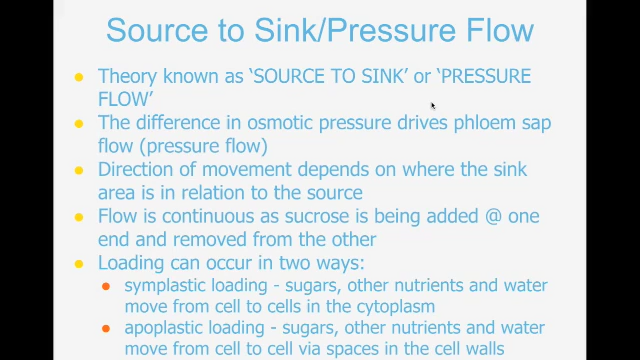 Source to Sink/Pressure Flow
Theory known as ‘SOURCE TO SINK’ or ‘PRESSURE
FLOW’
The difference in osmotic pressure drives phloem sap
flow (pressure flow)
Direction of movement depends on where the sink
area is in relation to the source
Flow is continuous as sucrose is being added @ one
end and removed from the other
Loading can occur in two ways:
symplastic loading - sugars, other nutrients and water
move from cell to cells in the cytoplasm
apoplastic loading - sugars, other nutrients and water
move from cell to cell via spaces in the cell walls